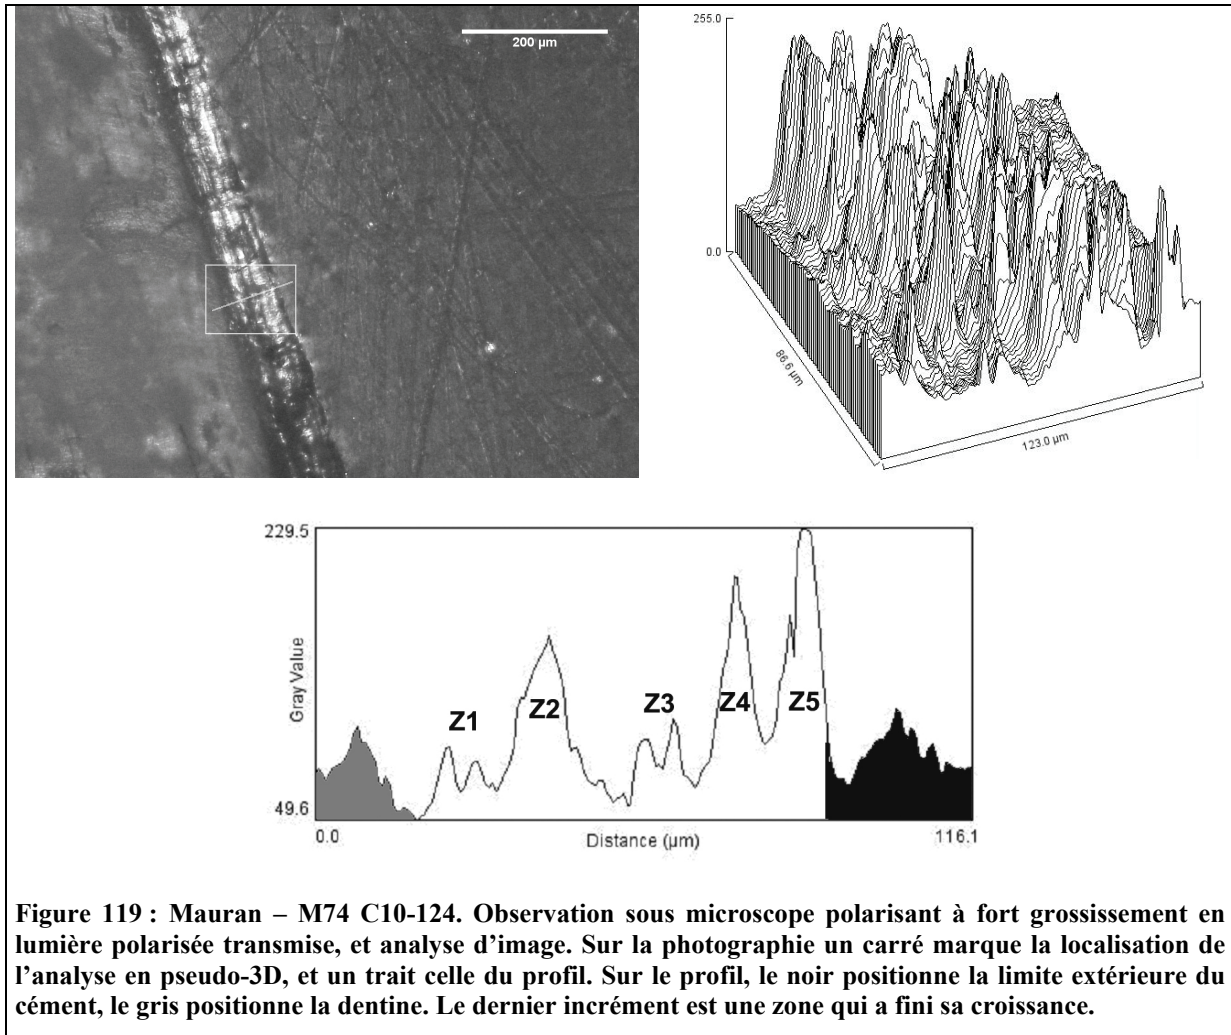 200 µm
255.0
0.0
86.6 µm
123.0 µm
229.5
Gray Value
49.6
Z1
Z2
Z3
Z4
Z5
0.0
Distance (µm)
116.1
Figure 119 : Mauran – M74 C10-124. Observation sous microscope polarisant à fort grossissement en
lumière polarisée transmise, et analyse d’image. Sur la photographie un carré marque la localisation de
l’analyse en pseudo-3D, et un trait celle du profil. Sur le profil, le noir positionne la limite extérieure du
cément, le gris positionne la dentine. Le dernier incrément est une zone qui a fini sa croissance.